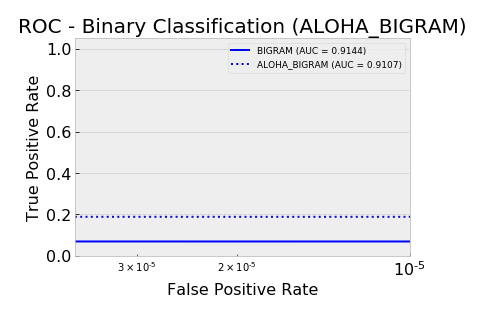 ROC - Binary Classification (ALOHA_BIGRAM)
BIGRAM (AUC = 0.9144)
ALOHA_BIGRAM (AUC = 0.9107)
True Positive Rate
1.0
0.8
0.6
0.4
0.2
0.0
3 × 10⁻⁵
2 × 10⁻⁵
10⁻⁵
False Positive Rate